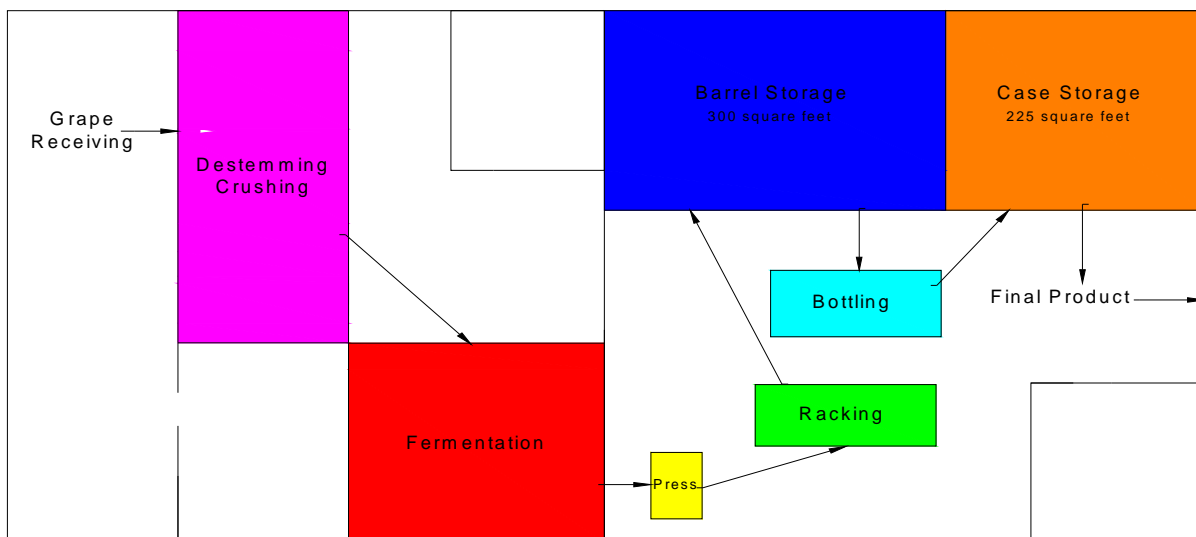 Grape
Receiving
Destemming
Crushing
Fermentation
Press
Racking
Barrel Storage
300 square feet
Bottling
Case Storage
225 square feet
Final Product